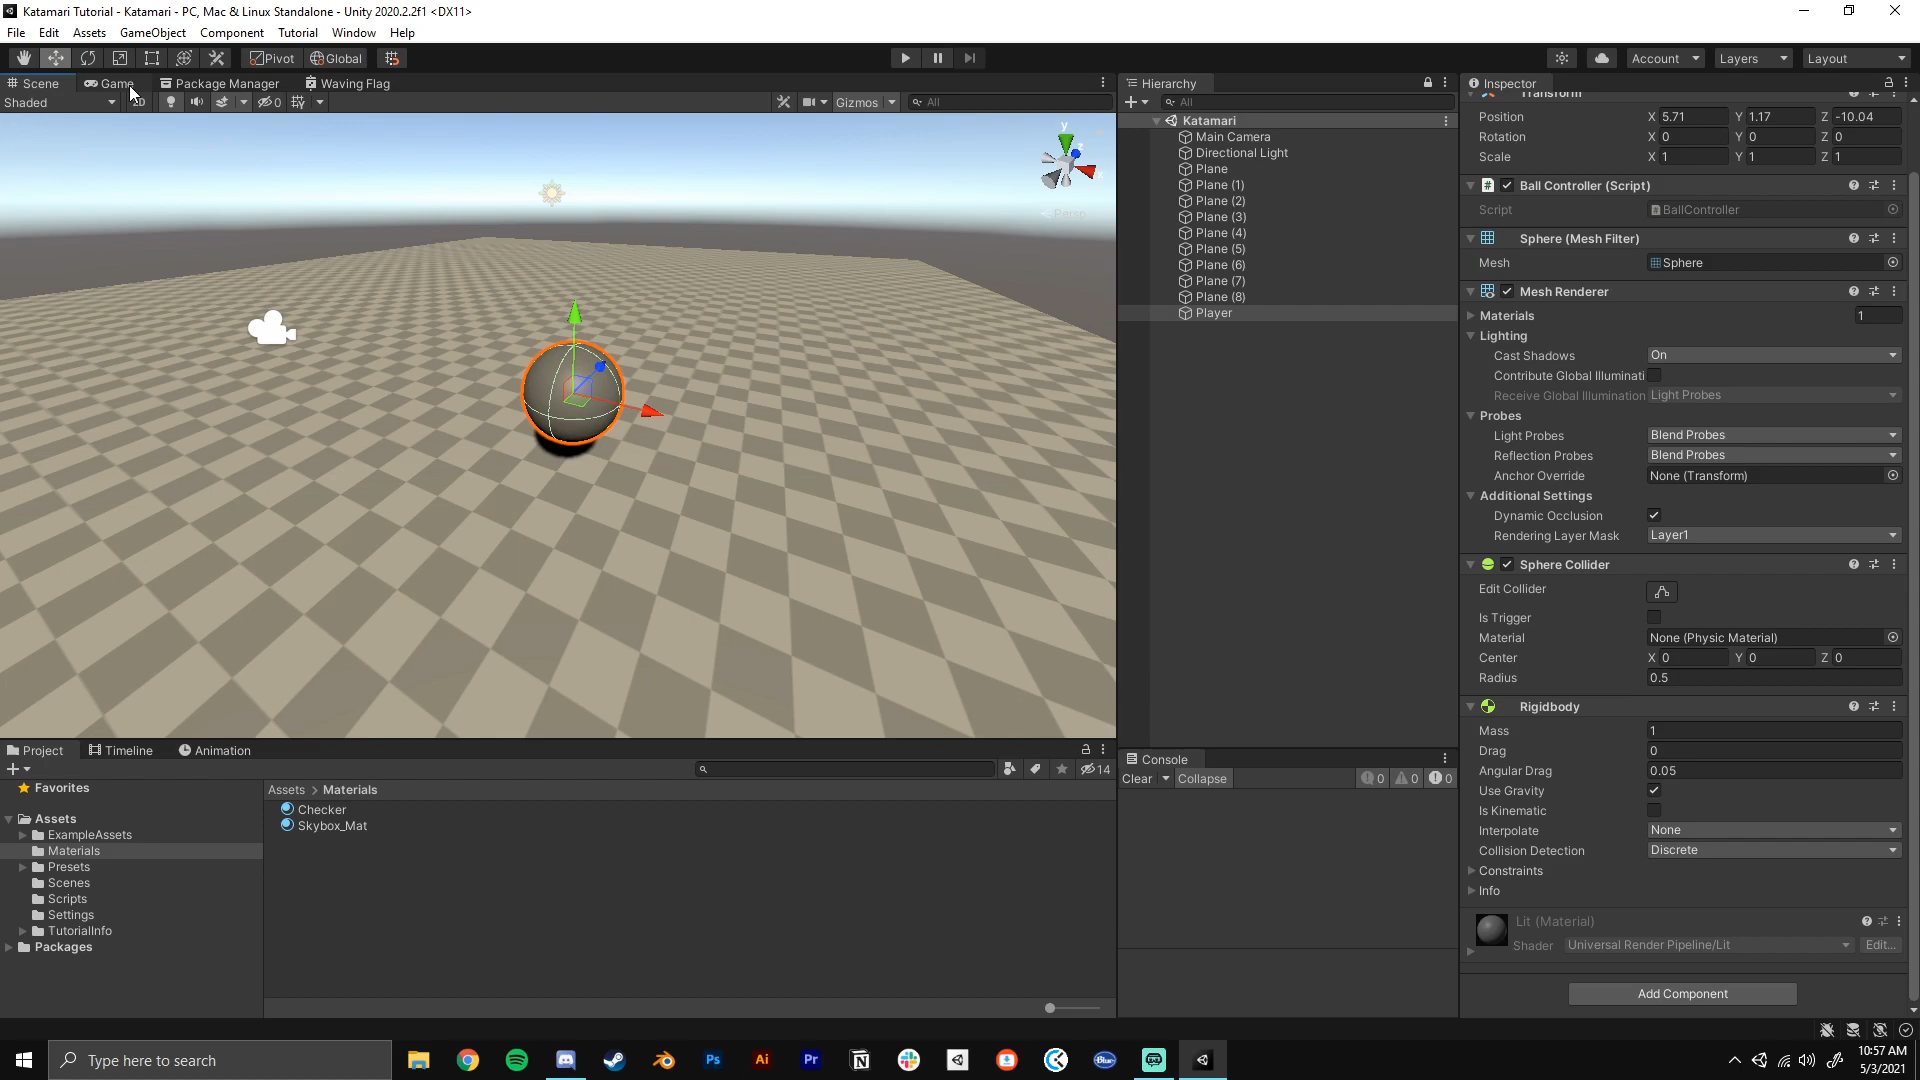 Katamari Tutorial - Katamari - PC, Mac & Linux Standalone - Unity 2020.2.2f1 <DX11>
File Edit Assets GameObject Component Tutorial Window Help
Pivot Global Account Layers Layout
Scene Game Package Manager Waving Flag
Shaded 2D 0 Gizmos All
y
z
x
Persp
Hierarchy
All
Katamari
Main Camera
Directional Light
Plane
Plane (1)
Plane (2)
Plane (3)
Plane (4)
Plane (5)
Plane (6)
Plane (7)
Plane (8)
Player
Inspector
Transform
Position X 5.71 Y 1.17 Z -10.04
Rotation X 0 Y 0 Z 0
Scale X 1 Y 1 Z 1
Ball Controller (Script)
Script BallController
Sphere (Mesh Filter)
Mesh Sphere
Mesh Renderer
Materials 1
Lighting
Cast Shadows On
Contribute Global Illuminati
Receive Global Illumination Light Probes
Probes
Light Probes Blend Probes
Reflection Probes Blend Probes
Anchor Override None (Transform)
Additional Settings
Dynamic Occlusion
Rendering Layer Mask Layer1
Sphere Collider
Edit Collider
Is Trigger
Material None (Physic Material)
Center X 0 Y 0 Z 0
Radius 0.5
Rigidbody
Mass 1
Drag 0
Angular Drag 0.05
Use Gravity
Is Kinematic
Interpolate None
Collision Detection Discrete
Constraints
Info
Lit (Material)
Shader Universal Render Pipeline/Lit Edit...
Add Component
Project Timeline Animation
14
Favorites
Assets
ExampleAssets
Materials
Presets
Scenes
Scripts
Settings
TutorialInfo
Packages
Assets > Materials
Checker
Skybox_Mat
Console
Clear Collapse 0 0 0
Type here to search
Ps Ai Pr N Blue
10:57 AM
5/3/2021